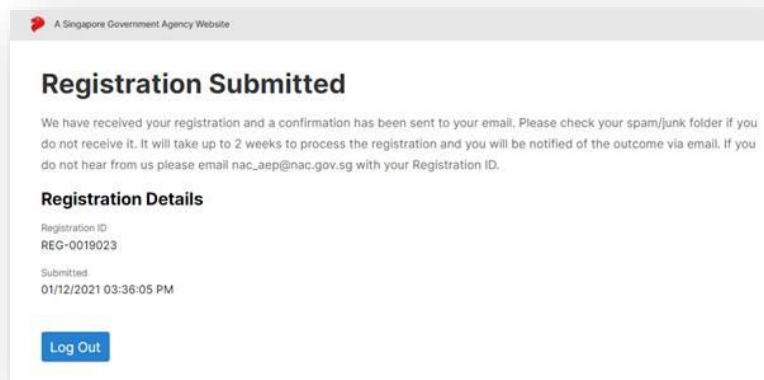 A Singapore Government Agency Website
Registration Submitted
We have received your registration and a confirmation has been sent to your email. Please check your spam/junk folder if you
do not receive it. It will take up to 2 weeks to process the registration and you will be notified of the outcome via email. If you
do not hear from us please email nac_aep@nac.gov.sg with your Registration ID.
Registration Details
Registration ID
REG-0019023
Submitted
01/12/2021 03:36:05 PM
Log Out